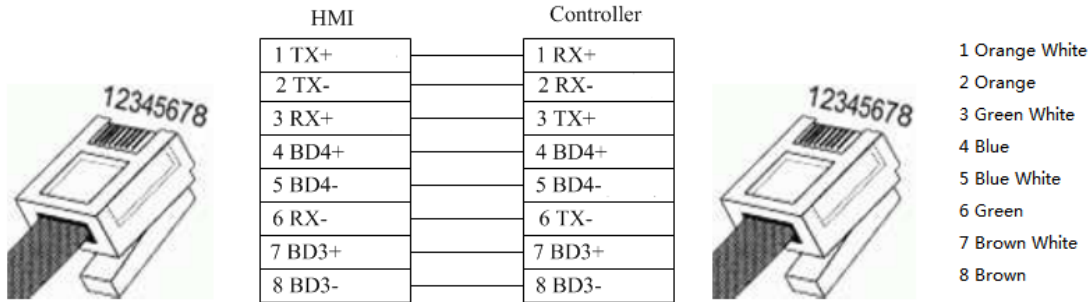 HMI
Controller
1 TX+
1 RX+
2 TX-
2 RX-
3 RX+
3 TX+
4 BD4+
4 BD4+
5 BD4-
5 BD4-
6 RX-
6 TX-
7 BD3+
7 BD3+
8 BD3-
8 BD3-
12345678
12345678
1 Orange White
2 Orange
3 Green White
4 Blue
5 Blue White
6 Green
7 Brown White
8 Brown